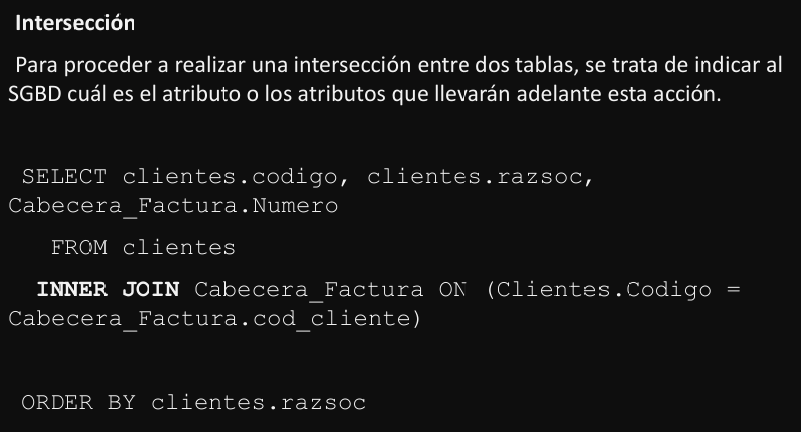 Intersección
Para proceder a realizar una intersección entre dos tablas, se trata de indicar al
SGBD cuál es el atributo o los atributos que llevarán adelante esta acción.
SELECT clientes.codigo, clientes.razsoc,
Cabecera_Factura.Numero
FROM clientes
INNER JOIN Cabecera_Factura ON (Clientes.Codigo =
Cabecera_Factura.cod_cliente)
ORDER BY clientes.razsoc